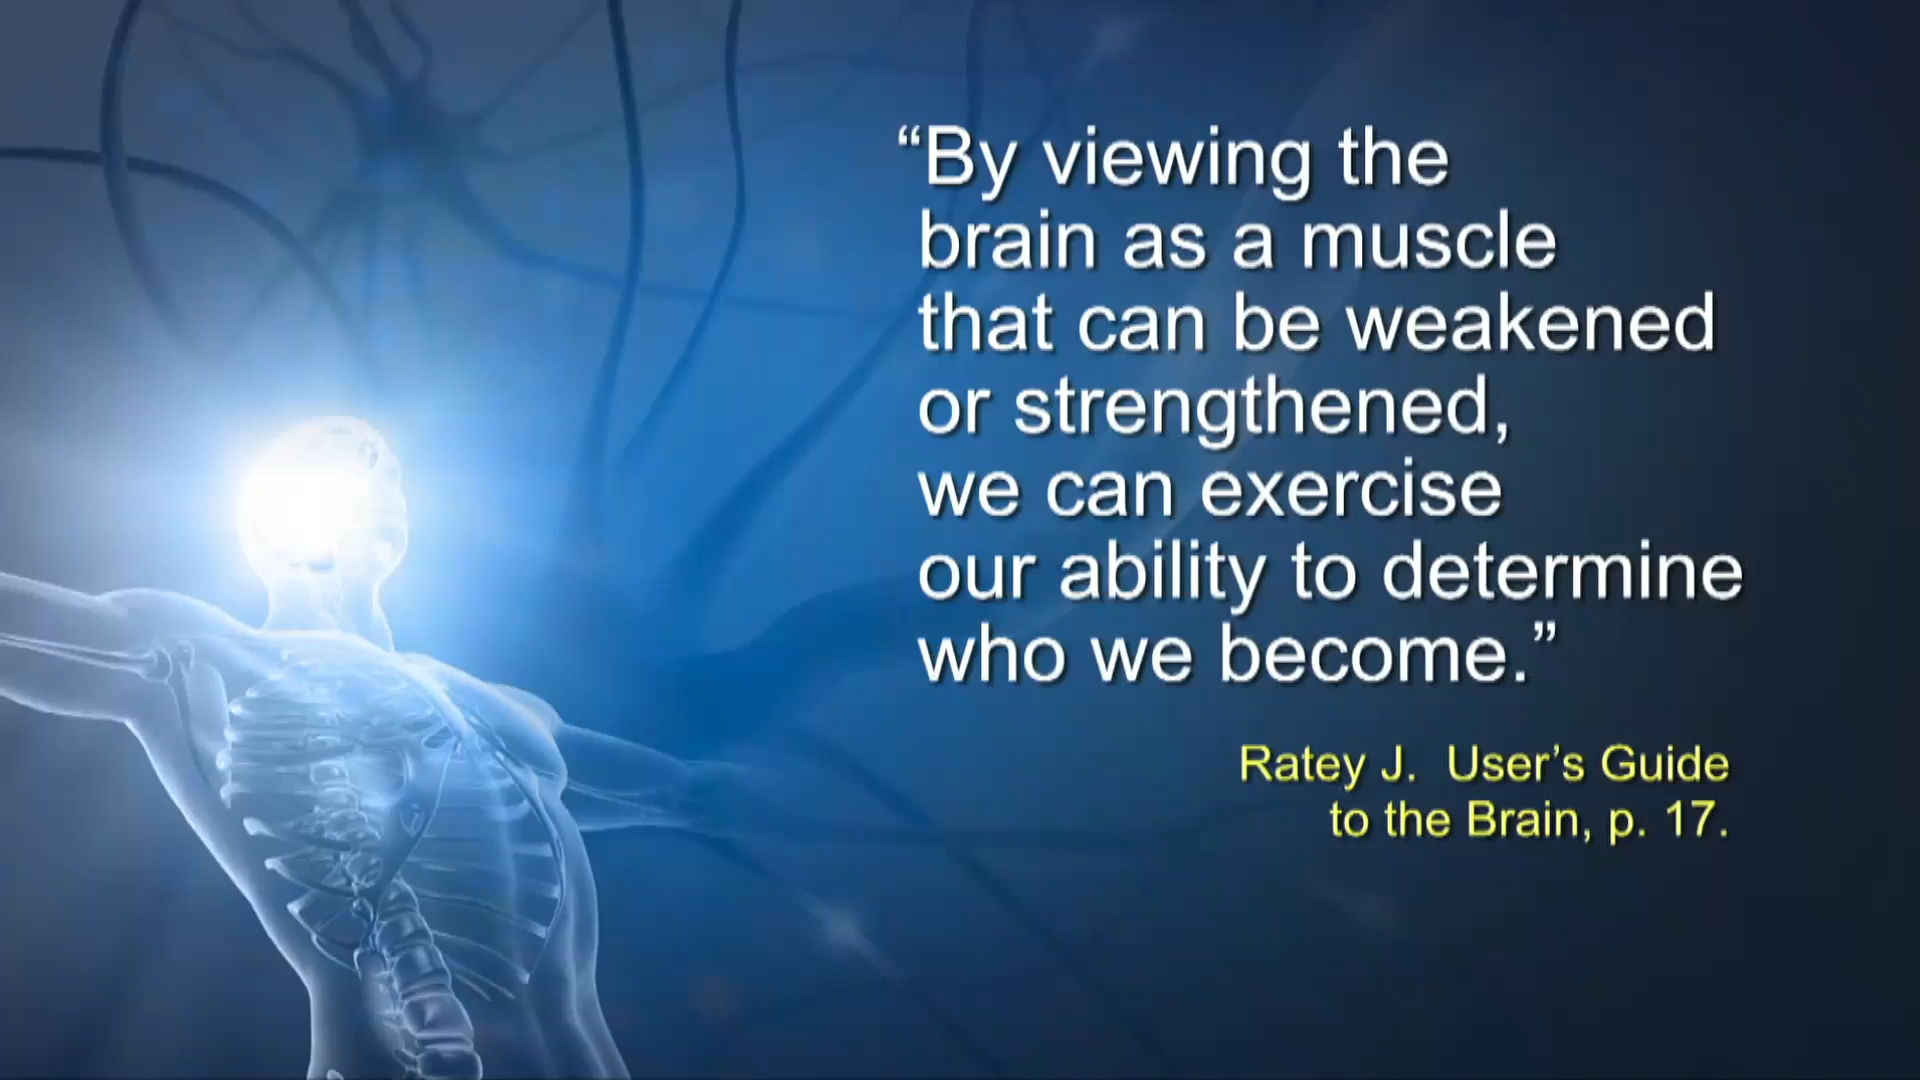 “By viewing the
brain as a muscle
that can be weakened
or strengthened,
we can exercise
our ability to determine
who we become.”
Ratey J.  User’s Guide
to the Brain, p. 17.